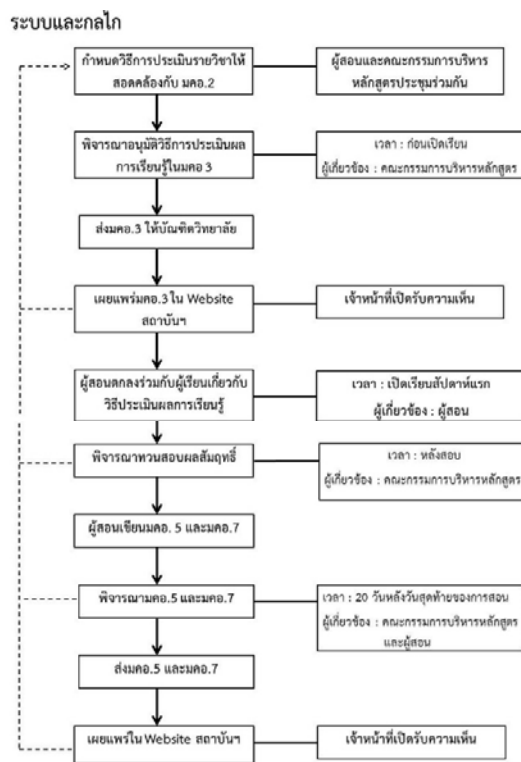 ระบบและกลไก
กำหนดวิธีการประเมินรายวิชาให้
สอดคล้องกับ มคอ.2
ผู้สอนและคณะกรรมการบริหาร
หลักสูตรประชุมร่วมกัน
พิจารณาอนุมัติวิธีการประเมินผล
การเรียนรู้ในมคอ 3
เวลา : ก่อนเปิดเรียน
ผู้เกี่ยวข้อง : คณะกรรมการบริหารหลักสูตร
ส่งมคอ.3 ให้บัณฑิตวิทยาลัย
เผยแพร่มคอ.3 ใน Website
สถาบันฯ
เจ้าหน้าที่เปิดรับความเห็น
ผู้สอนตกลงร่วมกับผู้เรียนเกี่ยวกับ
วิธีประเมินผลการเรียนรู้
เวลา : เปิดเรียนสัปดาห์แรก
ผู้เกี่ยวข้อง : ผู้สอน
พิจารณาทวนสอบผลสัมฤทธิ์
เวลา : หลังสอบ
ผู้เกี่ยวข้อง : คณะกรรมการบริหารหลักสูตร
ผู้สอนเขียนมคอ. 5 และมคอ.7
พิจารณามคอ.5 และมคอ.7
เวลา : 20 วันหลังวันสุดท้ายของการสอน
ผู้เกี่ยวข้อง : คณะกรรมการบริหารหลักสูตร
และผู้สอน
ส่งมคอ.5 และมคอ.7
เผยแพร่ใน Website สถาบันฯ
เจ้าหน้าที่เปิดรับความเห็น